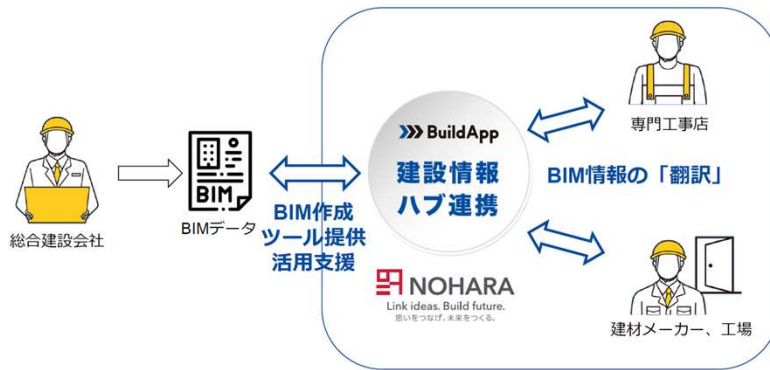 総合建設会社
BIM
BIMデータ
BIM作成
ツール提供
活用支援
BuildApp
建設情報
ハブ連携
NOHARA
Link ideas. Build future.
思いをつなげ、未来をつくる。
専門工事店
BIM情報の「翻訳」
建材メーカー、工場